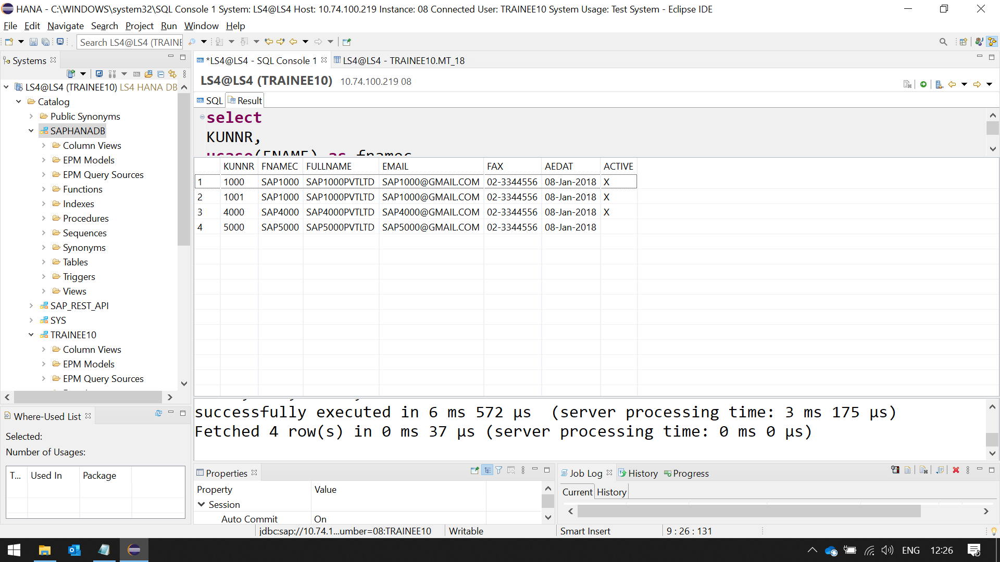 HANA - C:\WINDOWS\system32\SQL Console 1 System: LS4@LS4 Host: 10.74.100.219 Instance: 08 Connected User: TRAINEE10 System Usage: Test System - Eclipse IDE
File Edit Navigate Search Project Run Window Help
Search LS4@LS4 (TRAINE
Systems
LS4@LS4 (TRAINEE10) LS4 HANA DB
Catalog
Public Synonyms
SAPHANADB
Column Views
EPM Models
EPM Query Sources
Functions
Indexes
Procedures
Sequences
Synonyms
Tables
Triggers
Views
SAP_REST_API
SYS
TRAINEE10
Column Views
EPM Models
EPM Query Sources
Where-Used List
Selected:
Number of Usages:
T... Used In Package
*LS4@LS4 - SQL Console 1 LS4@LS4 - TRAINEE10.MT_18
LS4@LS4 (TRAINEE10) 10.74.100.219 08
SQL Result
select
KUNNR,
ucase(FNAME) as fnamec
KUNNR FNAMEC FULLNAME EMAIL FAX AEDAT ACTIVE
1 1000 SAP1000 SAP1000PVTLTD SAP1000@GMAIL.COM 02-3344556 08-Jan-2018 X
2 1001 SAP1000 SAP1000PVTLTD SAP1000@GMAIL.COM 02-3344556 08-Jan-2018 X
3 4000 SAP4000 SAP4000PVTLTD SAP4000@GMAIL.COM 02-3344556 08-Jan-2018 X
4 5000 SAP5000 SAP5000PVTLTD SAP5000@GMAIL.COM 02-3344556 08-Jan-2018
successfully executed in 6 ms 572 µs (server processing time: 3 ms 175 µs)
Fetched 4 row(s) in 0 ms 37 µs (server processing time: 0 ms 0 µs)
Properties
Property Value
Session
Auto Commit On
Job Log History Progress
Current History
jdbc:sap://10.74.1...umber=08:TRAINEE10 Writable Smart Insert 9 : 26 : 131
ENG 12:26